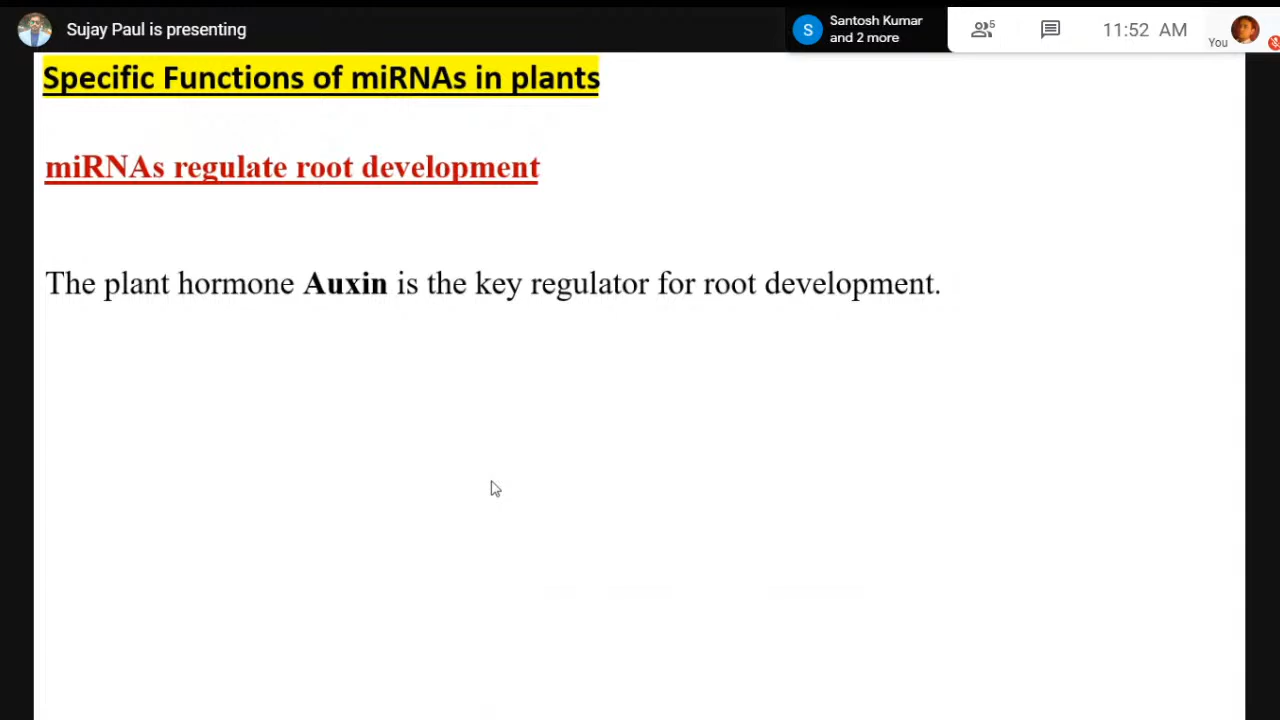 Sujay Paul is presenting
S
Santosh Kumar
and 2 more
5
11:52 AM
You
Specific Functions of miRNAs in plants
miRNAs regulate root development
The plant hormone Auxin is the key regulator for root development.